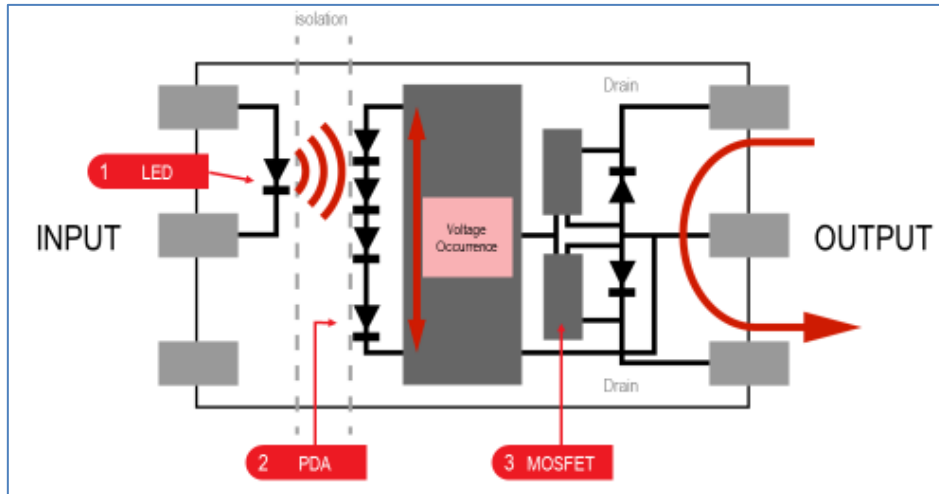 isolation
Drain
1 LED
INPUT
Voltage
Occurrence
OUTPUT
Drain
2 PDA
3 MOSFET